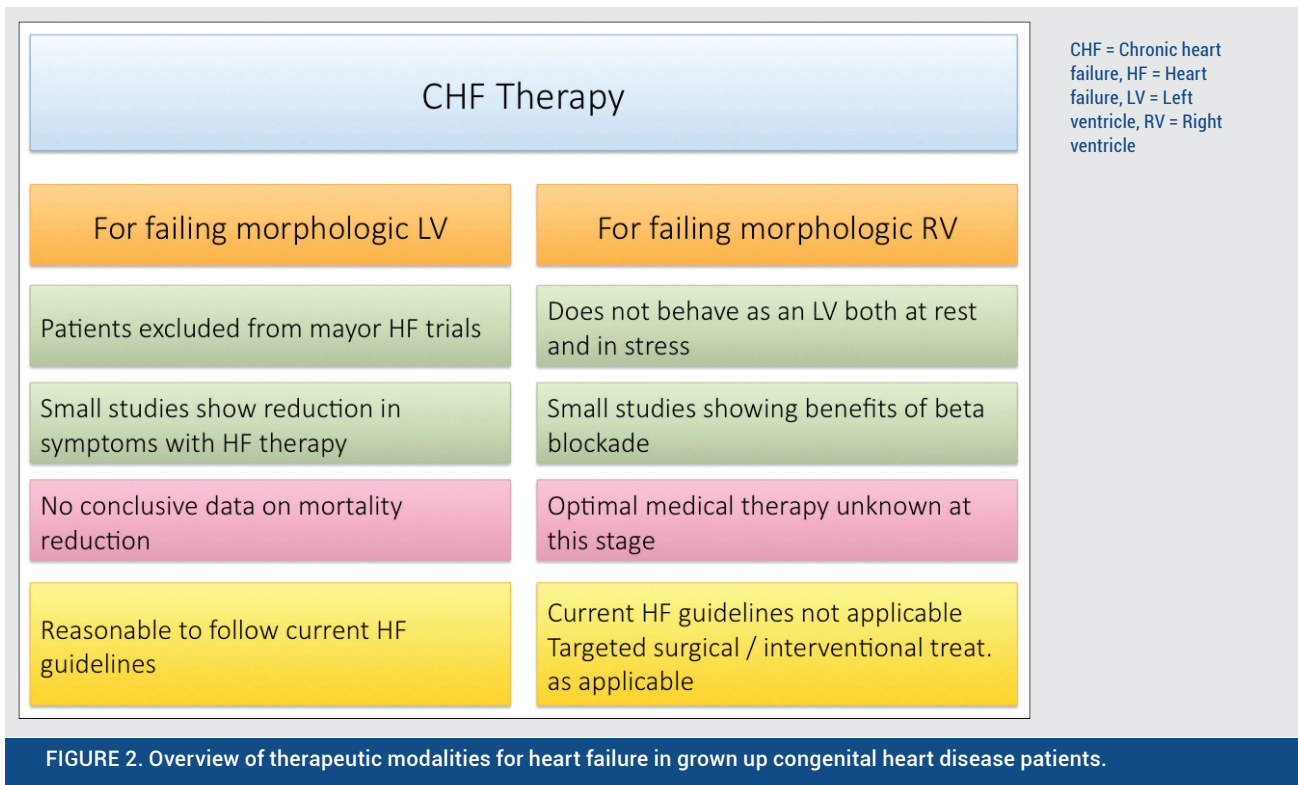 CHF Therapy
For failing morphologic LV
For failing morphologic RV
Patients excluded from mayor HF trials
Does not behave as an LV both at rest
and in stress
Small studies show reduction in
symptoms with HF therapy
Small studies showing benefits of beta
blockade
No conclusive data on mortality
reduction
Optimal medical therapy unknown at
this stage
Reasonable to follow current HF
guidelines
Current HF guidelines not applicable
Targeted surgical / interventional treat.
as applicable
CHF = Chronic heart
failure, HF = Heart
failure, LV = Left
ventricle, RV = Right
ventricle
FIGURE 2. Overview of therapeutic modalities for heart failure in grown up congenital heart disease patients.